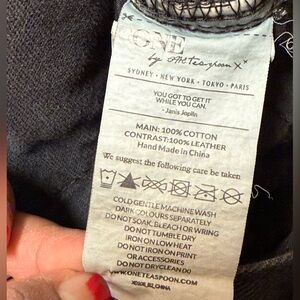 ONE
by One Teaspoon X
SYDNEY • NEW YORK • TOKYO • PARIS
YOU GOT TO GET IT
WHILE YOU CAN.
- Janis Joplin
MAIN: 100% COTTON
CONTRAST: 100% LEATHER
Hand Made in China
We suggest the following care be taken
COLD GENTLE MACHINE WASH
DARK COLOURS SEPARATELY
DO NOT SOAK, BLEACH OR WRING
DO NOT TUMBLE DRY
IRON ON LOW HEAT
DO NOT IRON ON PRINT
OR ACCESSORIES
DO NOT DRYCLEAN (X)
WWW.ONETEASPOON.COM